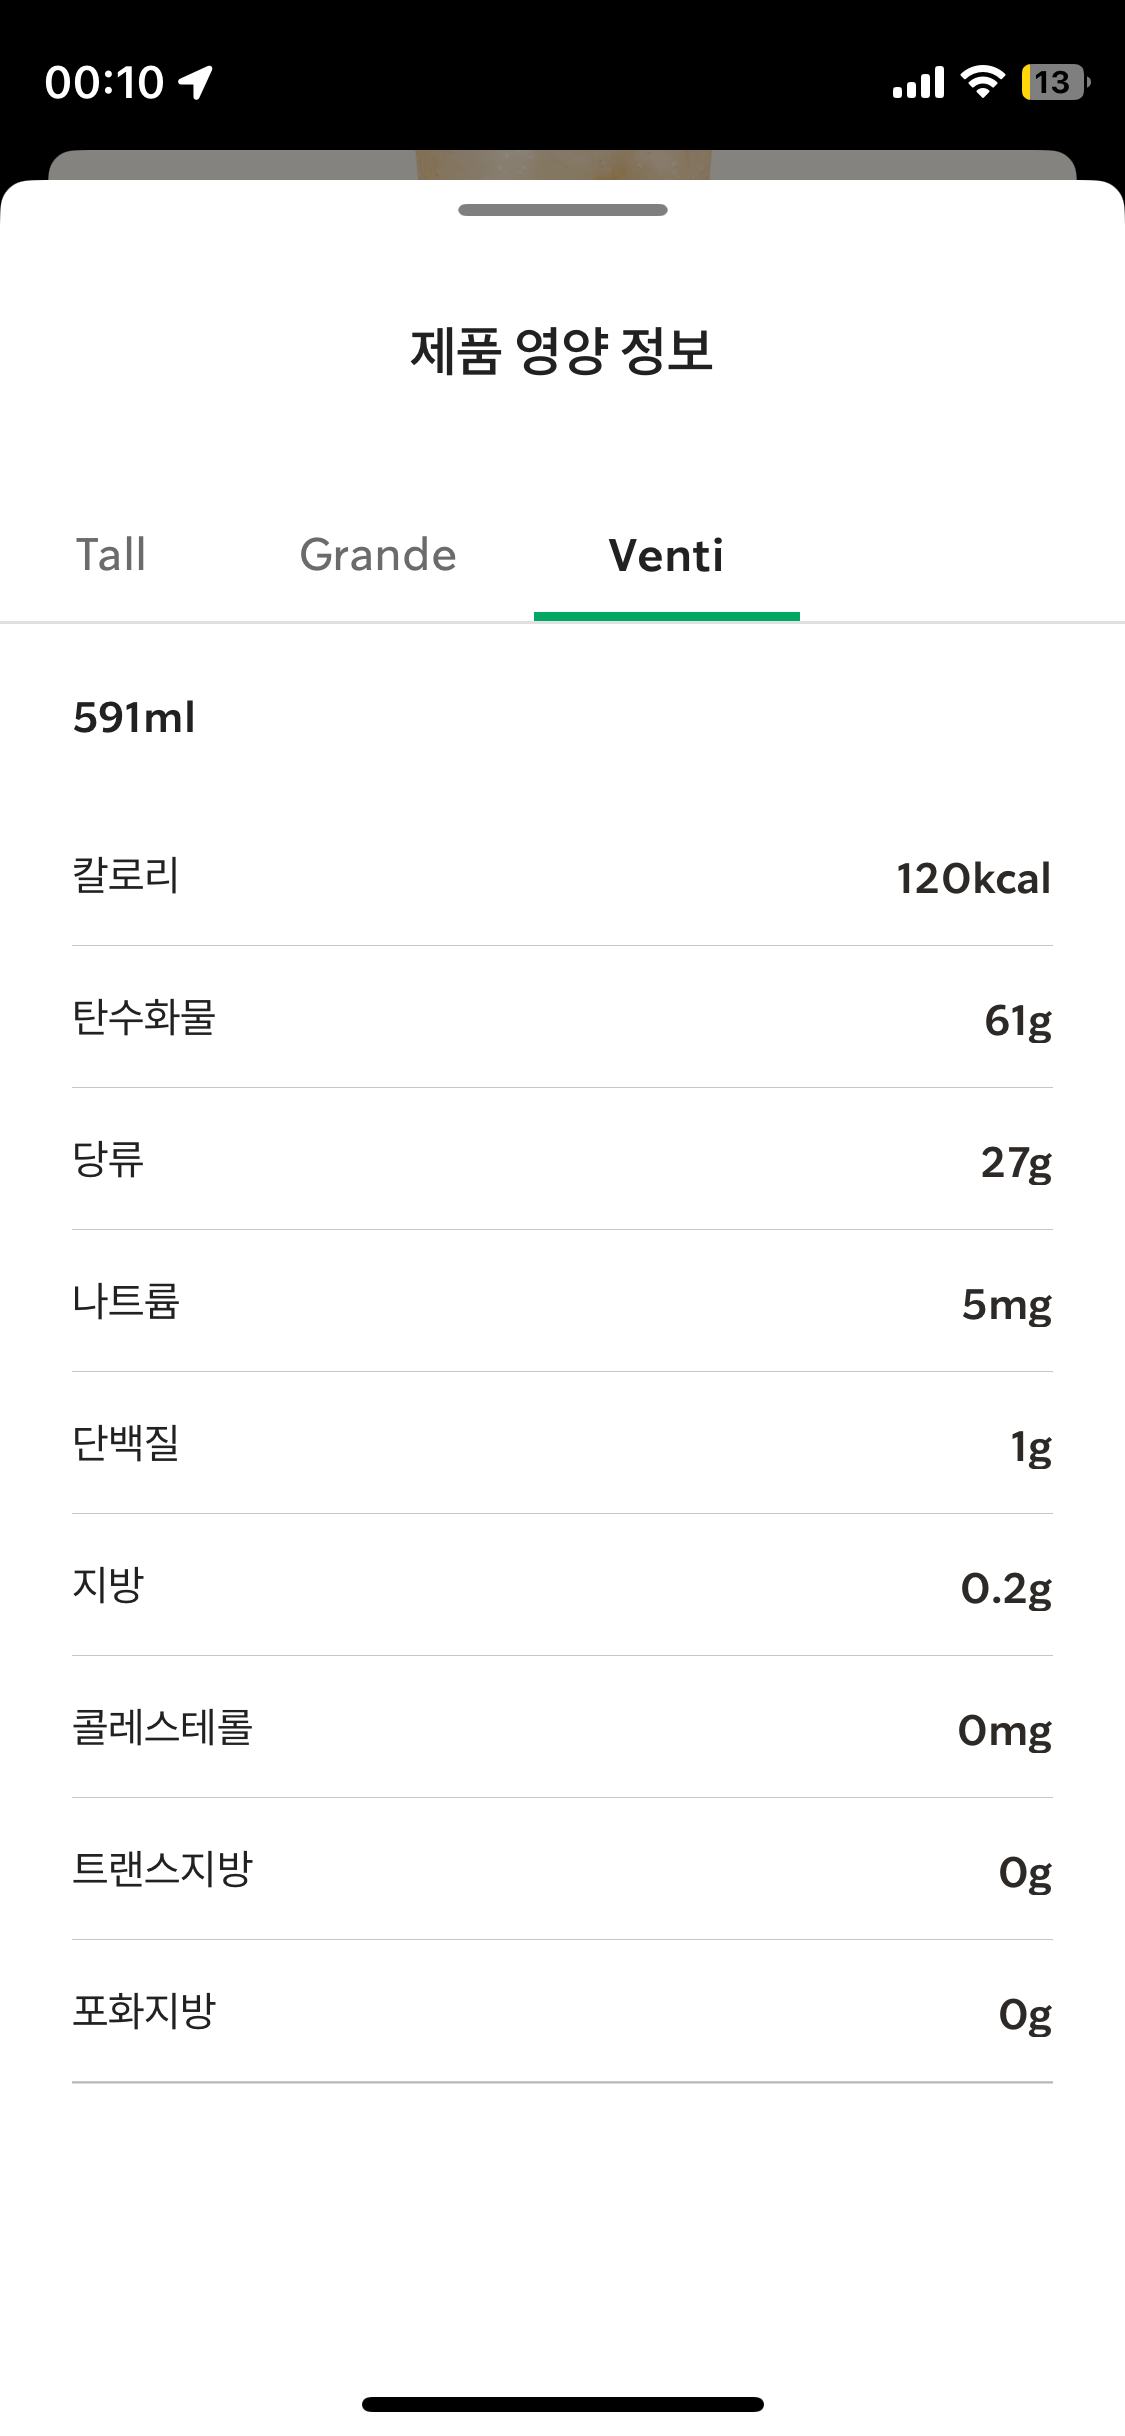 00:10
13
제품 영양 정보
Tall Grande Venti
591ml
칼로리 120kcal
탄수화물 61g
당류 27g
나트륨 5mg
단백질 1g
지방 0.2g
콜레스테롤 0mg
트랜스지방 0g
포화지방 0g